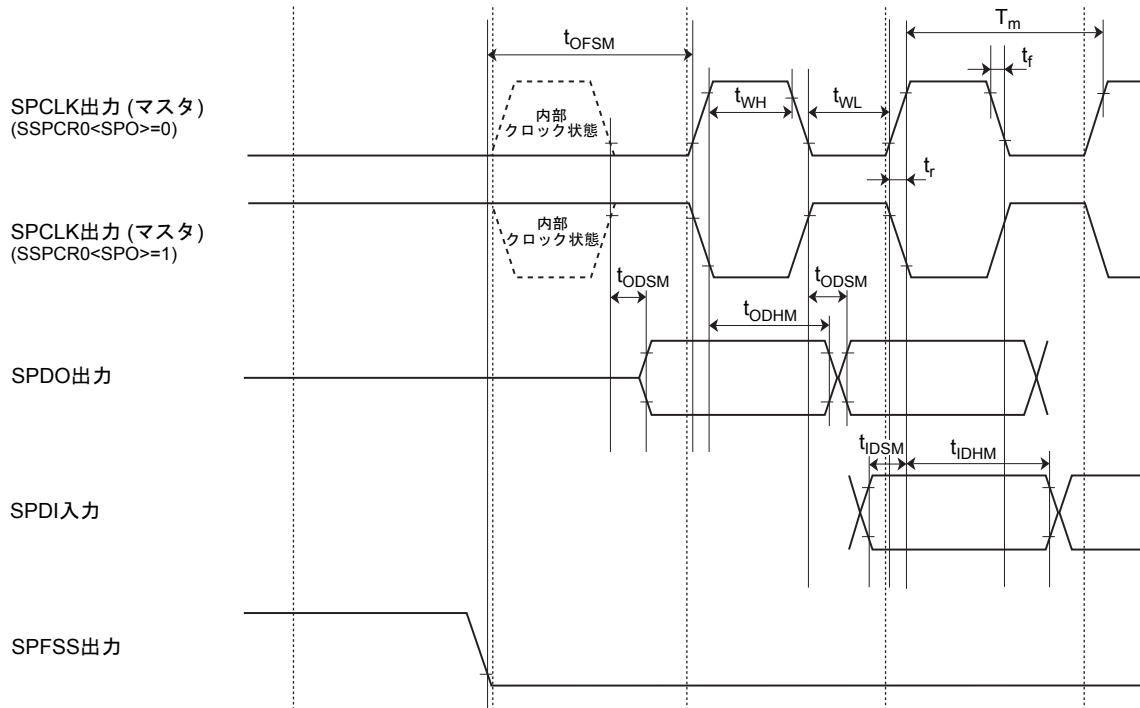 tOFSM
Tm
tf
SPCLK出力 (マスタ)
(SSPCR0<SPO>=0)
内部
クロック状態
tWH
tWL
tr
SPCLK出力 (マスタ)
(SSPCR0<SPO>=1)
内部
クロック状態
tODSM
tODSM
tODHM
SPDO出力
tIDSM
tIDHM
SPDI入力
SPFSS出力